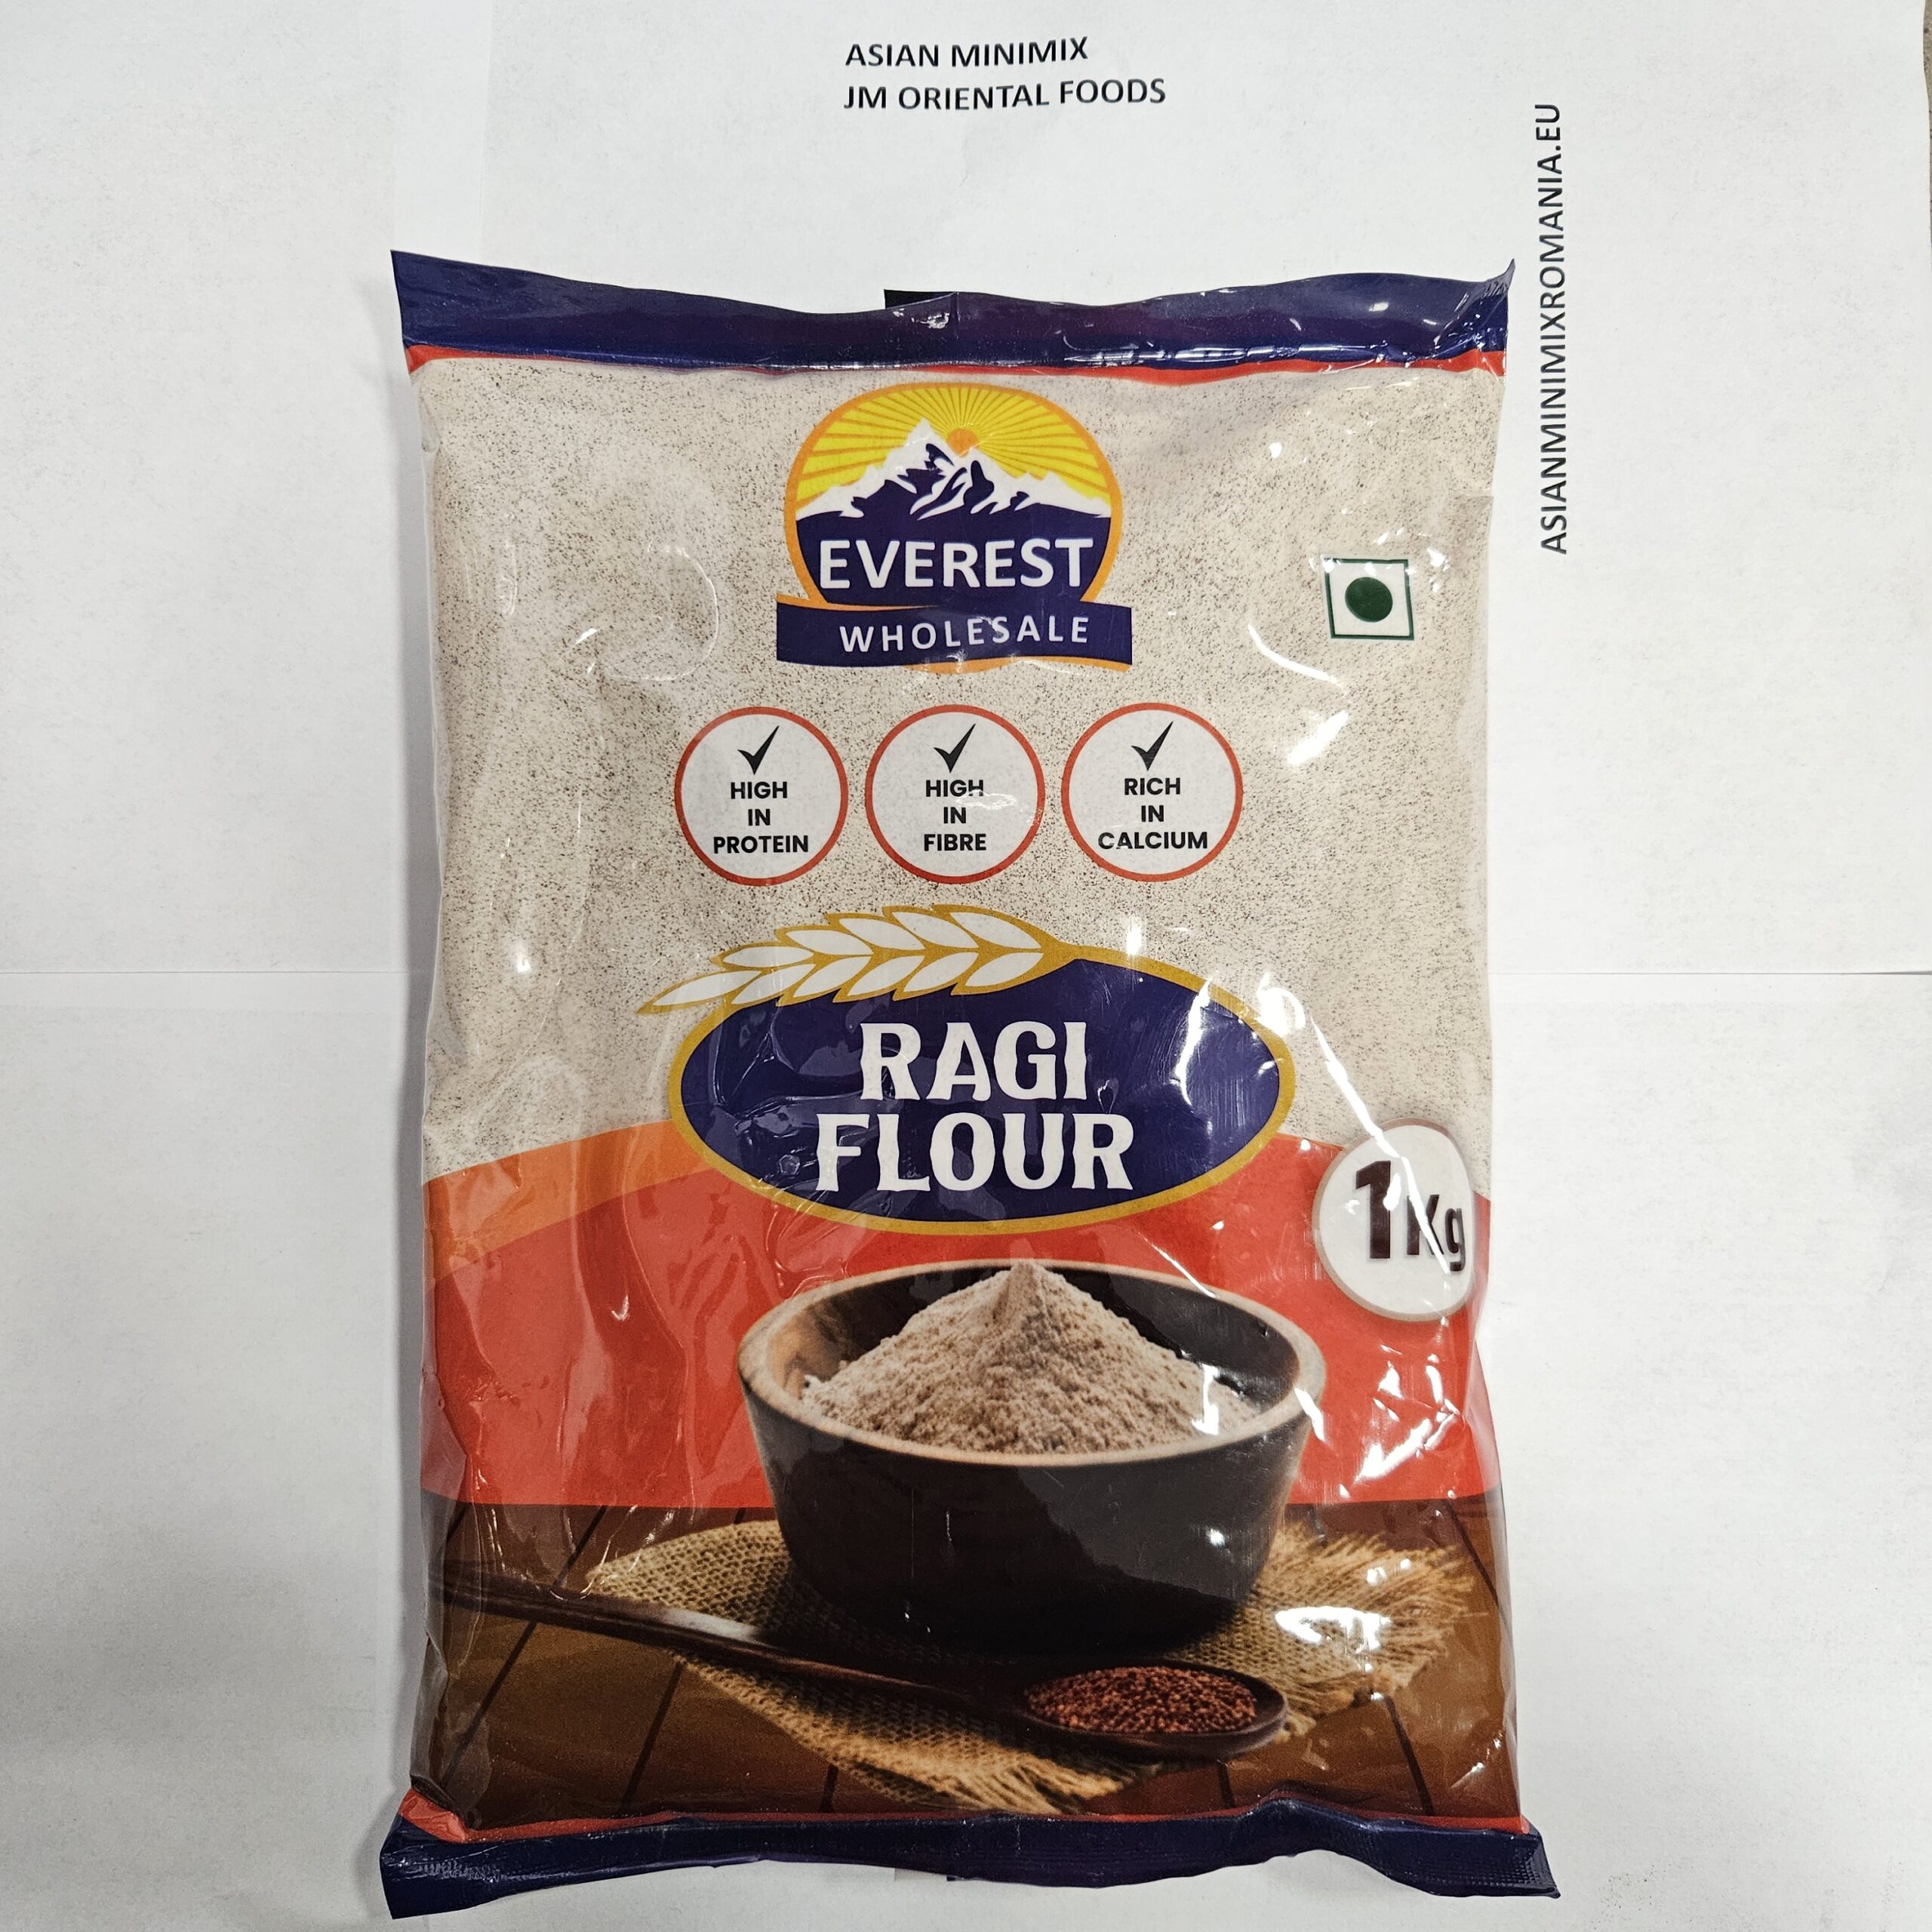 ASIAN MINIMIX
JM ORIENTAL FOODS
ASIANMINIMIXROMANIA.EU
EVEREST
WHOLESALE
HIGH
IN
PROTEIN
HIGH
IN
FIBRE
RICH
IN
CALCIUM
RAGI
FLOUR
1Kg